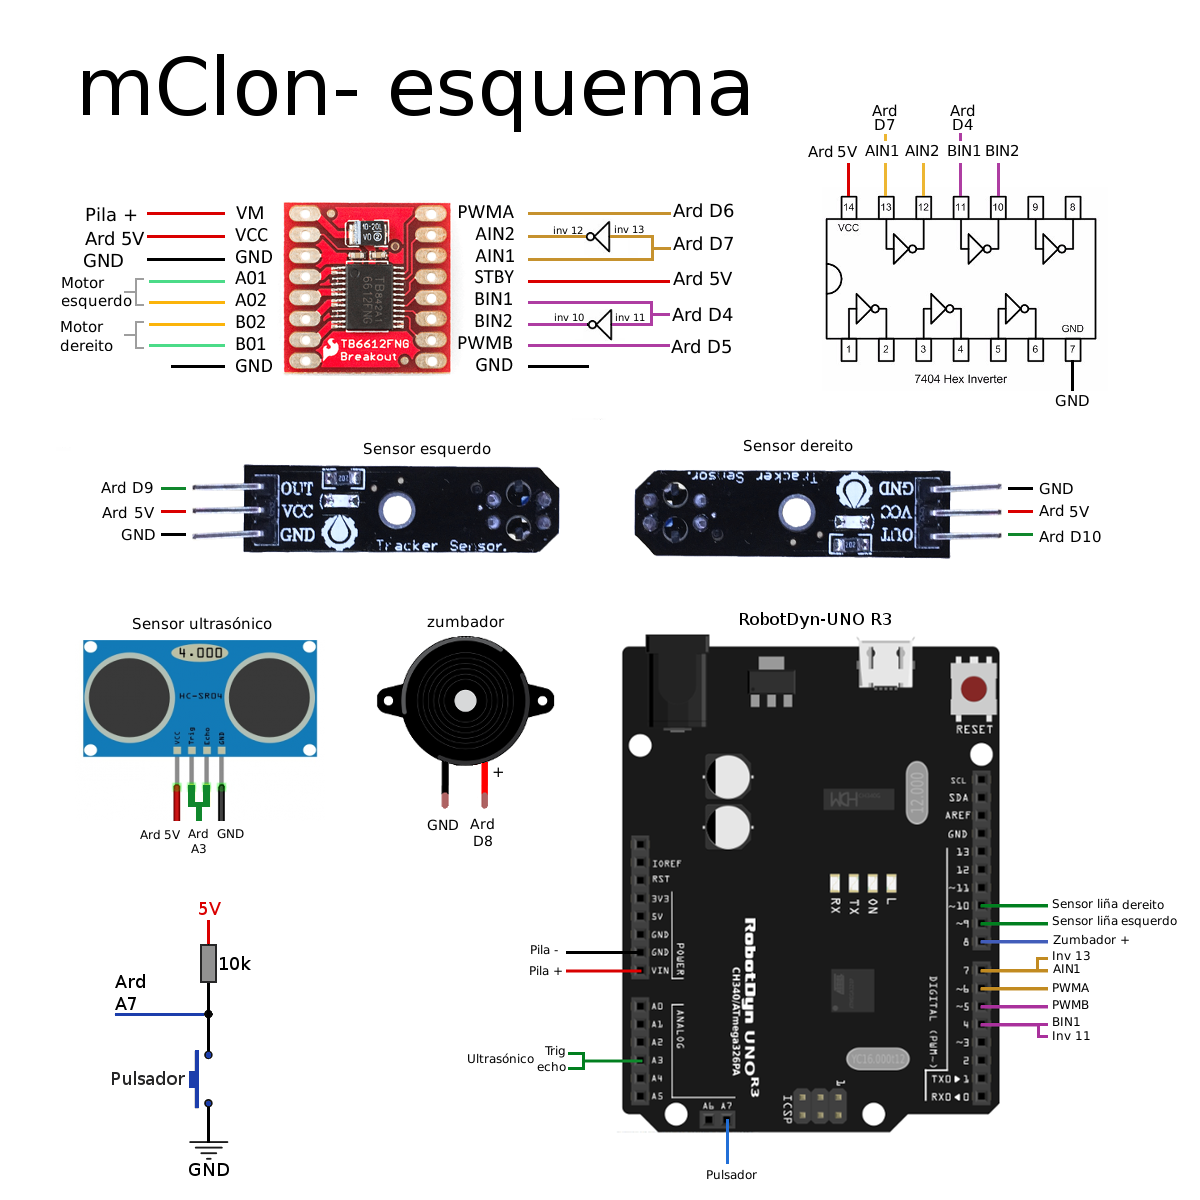 mClon- esquema
Ard D7
Ard D4
Ard 5V AIN1 AIN2 BIN1 BIN2
14 13 12 11 10 9 8
VCC
GND
1 2 3 4 5 6 7
7404 Hex Inverter
GND
Pila + VM
Ard 5V VCC
GND GND
Motor esquerdo
A01
A02
Motor dereito
B02
B01
GND
TB6612FNG
Breakout
PWMA Ard D6
AIN2 inv 12 inv 13
Ard D7
AIN1
STBY Ard 5V
BIN1
Ard D4
BIN2 inv 10 inv 11
PWMB Ard D5
GND
Sensor esquerdo
Ard D9 OUT
Ard 5V VCC
GND GND
Tracker Sensor.
Sensor dereito
Tracker Sensor.
GND GND
VCC Ard 5V
OUT Ard D10
Sensor ultrasónico
4.000
HC-SR04
VCC Trig Echo GND
Ard 5V
Ard A3
GND
zumbador
+
GND
Ard D8
RobotDyn-UNO R3
RESET
12.000
SCL
SDA
AREF
GND
13
12
~11
~10 Sensor liña dereito
~9 Sensor liña esquerdo
8 Zumbador +
Inv 13
7 AIN1
~6 PWMA
~5 PWMB
4 BIN1
Inv 11
~3
2
TXD 1
RXD 0
DIGITAL (PWM~)
RX TX ON L
IOREF
RST
3V3
5V
GND
Pila - GND
Pila + VIN
POWER
A0
A1
A2
Ultrasónico Trig echo A3
A4
A5
ANALOG
A6 A7
RobotDyn UNO R3
CH340/ATmega326PA
YC16.000t12
ICSP
1
Pulsador
5V
10k
Ard
A7
Pulsador
GND